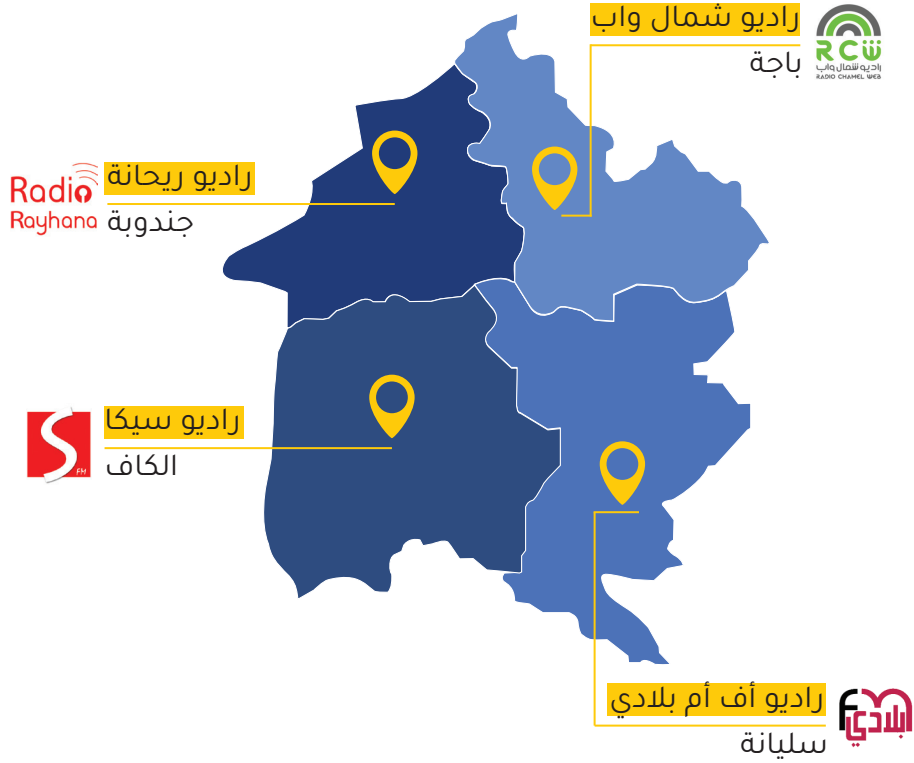 راديو شمال واب
باجة
RCW
راديو شمال واب
RADIO CHAMEL WEB
راديو ريحانة
جندوبة
Radio
Rayhana
راديو سيكا
الكاف
S
FM
راديو أف أم بلادي
سليانة
FM
بلادي